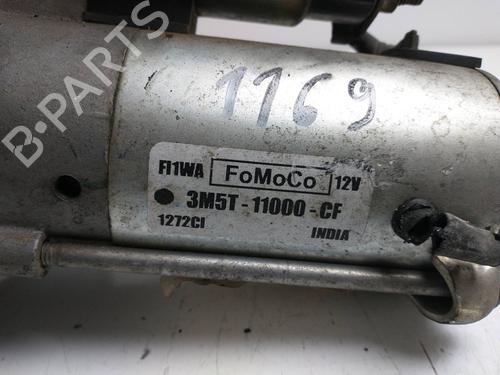 B-PARTS
1169
FI1WA FoMoCo 12V
3M5T-11000-CF
1272CI INDIA